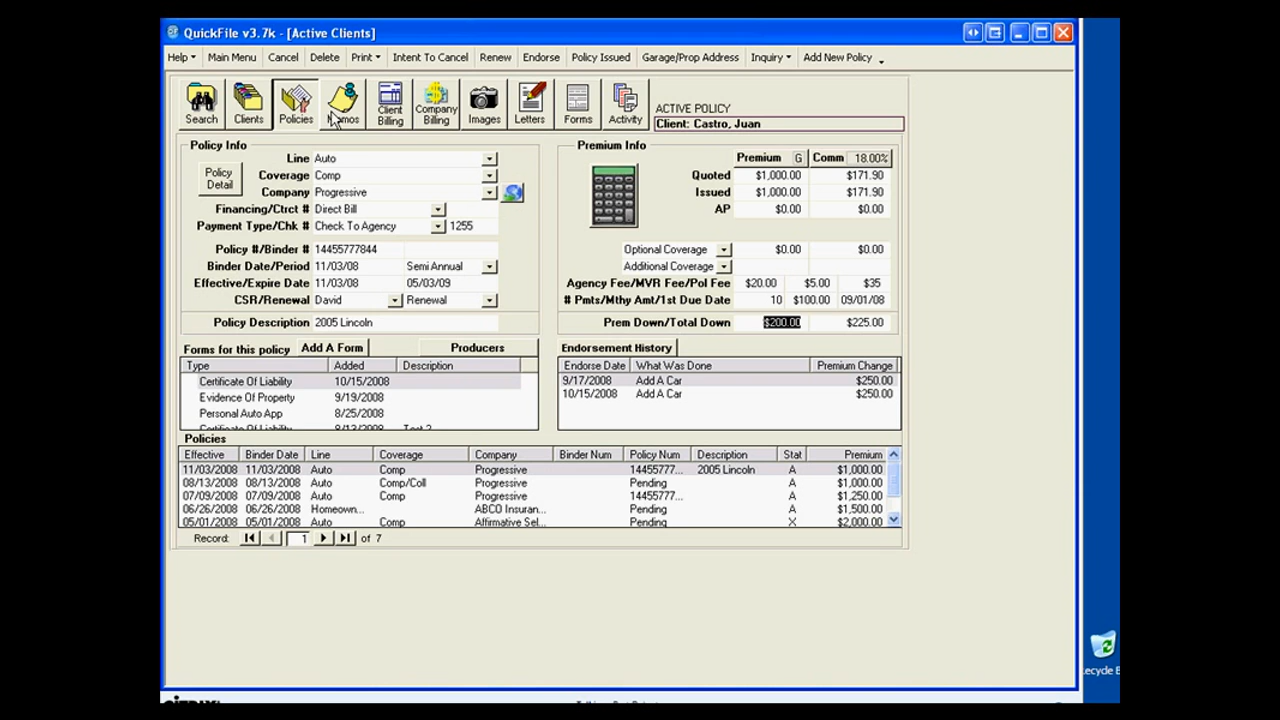 QuickFile v3.7k - [Active Clients]
Help Main Menu Cancel Delete Print Intent To Cancel Renew Endorse Policy Issued Garage/Prop Address Inquiry Add New Policy
Search Clients Policies Client Billing Company Billing Images Letters Forms Activity
ACTIVE POLICY
Client: Castro, Juan
Policy Info
Policy Detail
Line Auto
Coverage Comp
Company Progressive
Financing/Ctrct # Direct Bill
Payment Type/Chk # Check To Agency 1255
Policy #/Binder # 14455777844
Binder Date/Period 11/03/08 Semi Annual
Effective/Expire Date 11/03/08 05/03/09
CSR/Renewal David Renewal
Policy Description 2005 Lincoln
Premium Info
Premium G Comm 18.00%
Quoted $1,000.00 $171.90
Issued $1,000.00 $171.90
AP $0.00 $0.00
Optional Coverage $0.00 $0.00
Additional Coverage
Agency Fee/MVR Fee/Pol Fee $20.00 $5.00 $35
# Pmts/Mthy Amt/1st Due Date 10 $100.00 09/01/08
Prem Down/Total Down $200.00 $225.00
Forms for this policy Add A Form Producers
Type Added Description
Certificate Of Liability 10/15/2008
Evidence Of Property 9/19/2008
Personal Auto App 8/25/2008
Certificate Of Liability 8/13/2008 Test 2
Endorsement History
Endorse Date What Was Done Premium Change
9/17/2008 Add A Car $250.00
10/15/2008 Add A Car $250.00
Policies
Effective Binder Date Line Coverage Company Binder Num Policy Num Description Stat Premium
11/03/2008 11/03/2008 Auto Comp Progressive 14455777... 2005 Lincoln A $1,000.00
08/13/2008 08/13/2008 Auto Comp/Coll Progressive Pending A $1,000.00
07/09/2008 07/09/2008 Auto Comp Progressive 14455777... A $1,250.00
06/26/2008 06/26/2008 Homeown... ABCO Insuran... Pending A $1,500.00
05/01/2008 05/01/2008 Auto Comp Affirmative Sel... Pending X $2,000.00
Record: 1 of 7